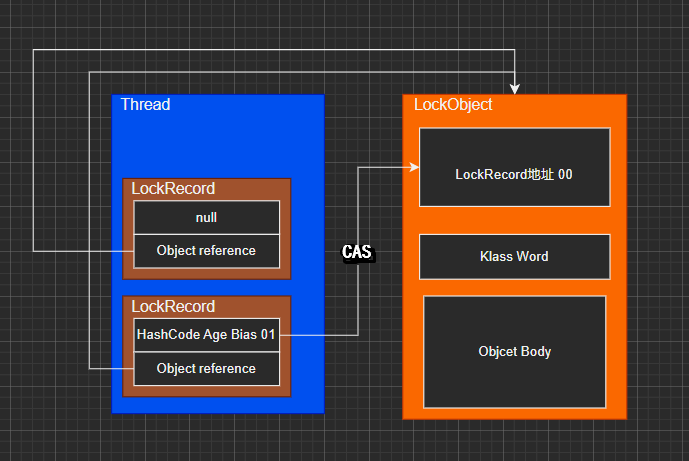 Thread
LockRecord
null
Object reference
LockRecord
HashCode Age Bias 01
Object reference
CAS
LockObject
LockRecord地址 00
Klass Word
Objcet Body